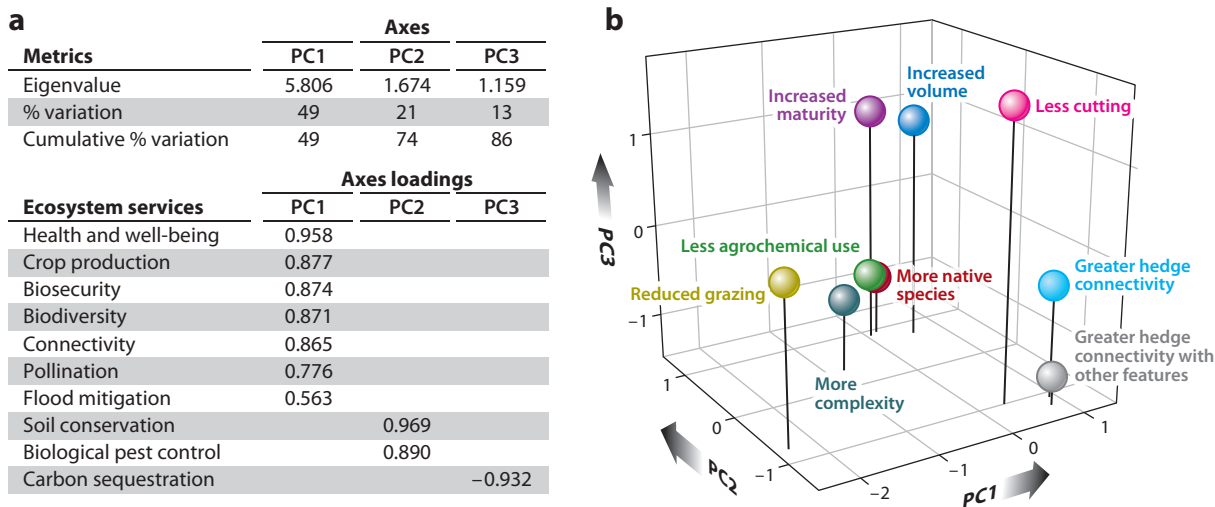 a
Axes
Metrics PC1 PC2 PC3
Eigenvalue 5.806 1.674 1.159
% variation 49 21 13
Cumulative % variation 49 74 86
Axes loadings
Ecosystem services PC1 PC2 PC3
Health and well-being 0.958
Crop production 0.877
Biosecurity 0.874
Biodiversity 0.871
Connectivity 0.865
Pollination 0.776
Flood mitigation 0.563
Soil conservation 0.969
Biological pest control 0.890
Carbon sequestration −0.932
b
Increased
maturity
Increased
volume
Less cutting
Less agrochemical use
Reduced grazing
More native
species
More
complexity
Greater hedge
connectivity
Greater hedge
connectivity with
other features
PC3
1
0
−1
PC2
1
0
−1
PC1
−2
−1
0
1